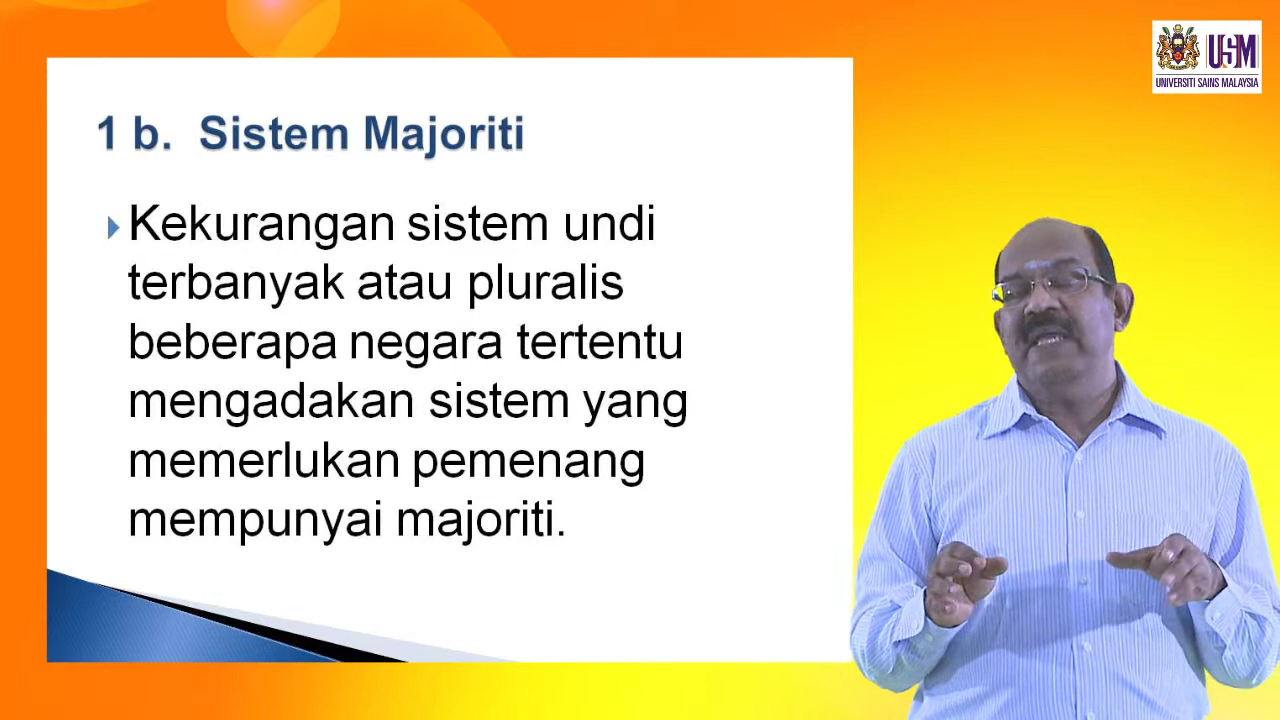 USM
UNIVERSITI SAINS MALAYSIA
1 b. Sistem Majoriti
Kekurangan sistem undi
terbanyak atau pluralis
beberapa negara tertentu
mengadakan sistem yang
memerlukan pemenang
mempunyai majoriti.